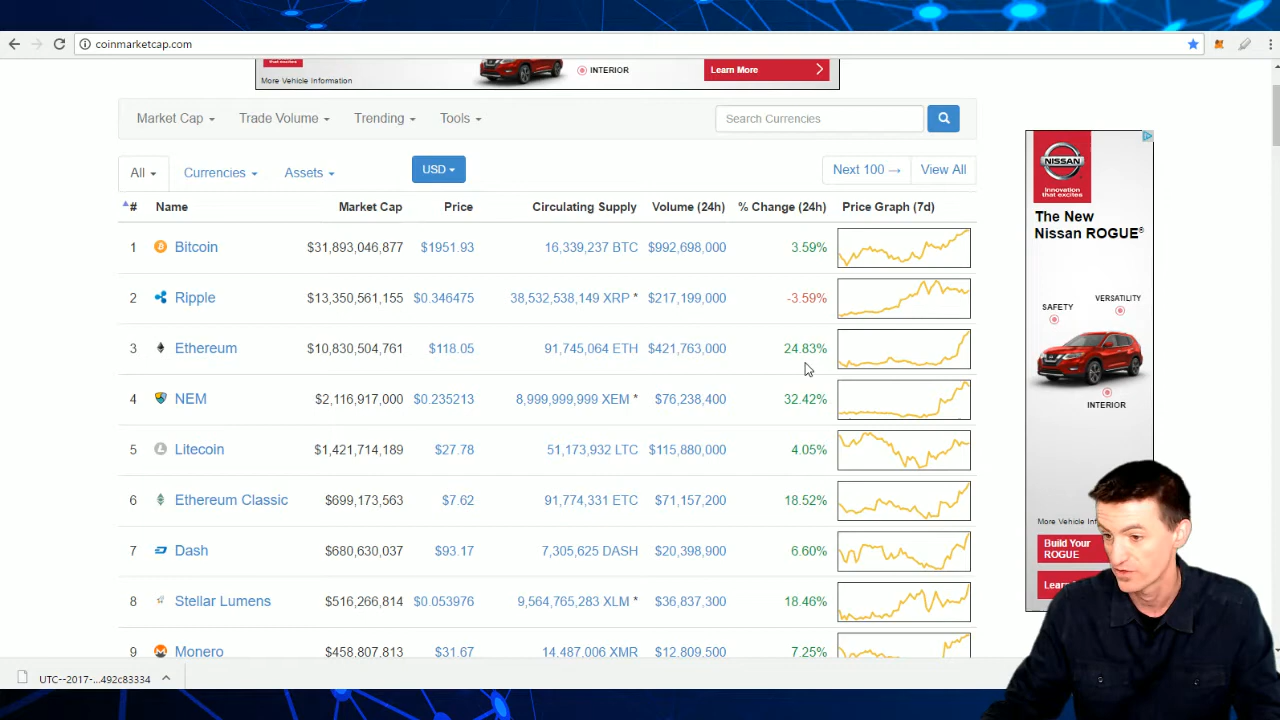 coinmarketcap.com
More Vehicle Information
INTERIOR
Learn More
Market Cap Trade Volume Trending Tools
Search Currencies
All Currencies Assets USD Next 100 → View All
# Name Market Cap Price Circulating Supply Volume (24h) % Change (24h) Price Graph (7d)
1 Bitcoin $31,893,046,877 $1951.93 16,339,237 BTC $992,698,000 3.59%
2 Ripple $13,350,561,155 $0.346475 38,532,538,149 XRP * $217,199,000 -3.59%
3 Ethereum $10,830,504,761 $118.05 91,745,064 ETH $421,763,000 24.83%
4 NEM $2,116,917,000 $0.235213 8,999,999,999 XEM * $76,238,400 32.42%
5 Litecoin $1,421,714,189 $27.78 51,173,932 LTC $115,880,000 4.05%
6 Ethereum Classic $699,173,563 $7.62 91,774,331 ETC $71,157,200 18.52%
7 Dash $680,630,037 $93.17 7,305,625 DASH $20,398,900 6.60%
8 Stellar Lumens $516,266,814 $0.053976 9,564,765,283 XLM * $36,837,300 18.46%
9 Monero $458,807,813 $31.67 14,487,006 XMR $12,809,500 7.25%
NISSAN
Innovation
that excites
The New
Nissan ROGUE®
SAFETY
VERSATILITY
INTERIOR
More Vehicle
Build Your
ROGUE
UTC--2017-...492c83334